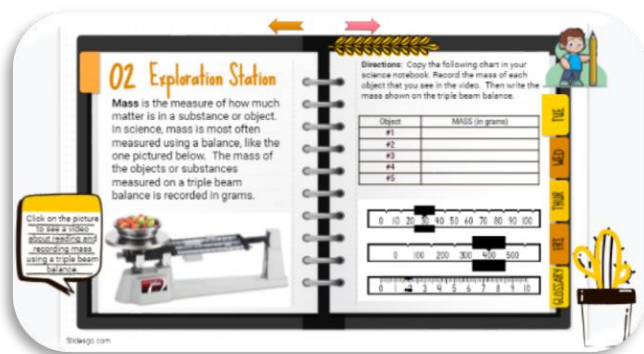 02 Exploration Station
Mass is the measure of how much
matter is in a substance or object.
In science, mass is most often
measured using a balance, like the
one pictured below. The mass of
the objects or substances
measured on a triple beam
balance is recorded in grams.
Click on the picture
to see a video
about reading and
recording mass
using a triple beam
balance.
Directions: Copy the following chart in your
science notebook. Record the mass of each
object that you see in the video. Then write the
mass shown on the triple beam balance.
Object MASS (in grams)
#1
#2
#3
#4
#5
0 10 20 30 40 50 60 70 80 90 100
0 100 200 300 400 500
0 3 4 5 6 7 8 9 10
TUE
WED
THUR
FRI
GLOSSARY
Slidesgo.com